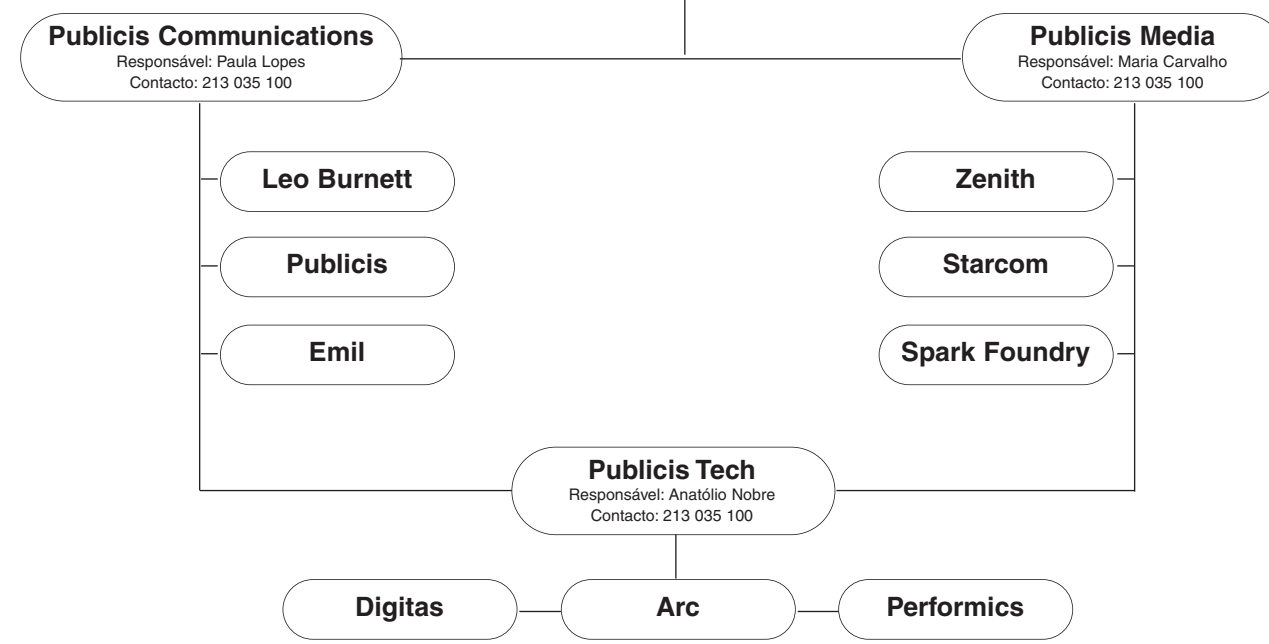 Publicis Communications
Responsável: Paula Lopes
Contacto: 213 035 100
Publicis Media
Responsável: Maria Carvalho
Contacto: 213 035 100
Leo Burnett
Publicis
Emil
Zenith
Starcom
Spark Foundry
Publicis Tech
Responsável: Anatólio Nobre
Contacto: 213 035 100
Digitas
Arc
Performics